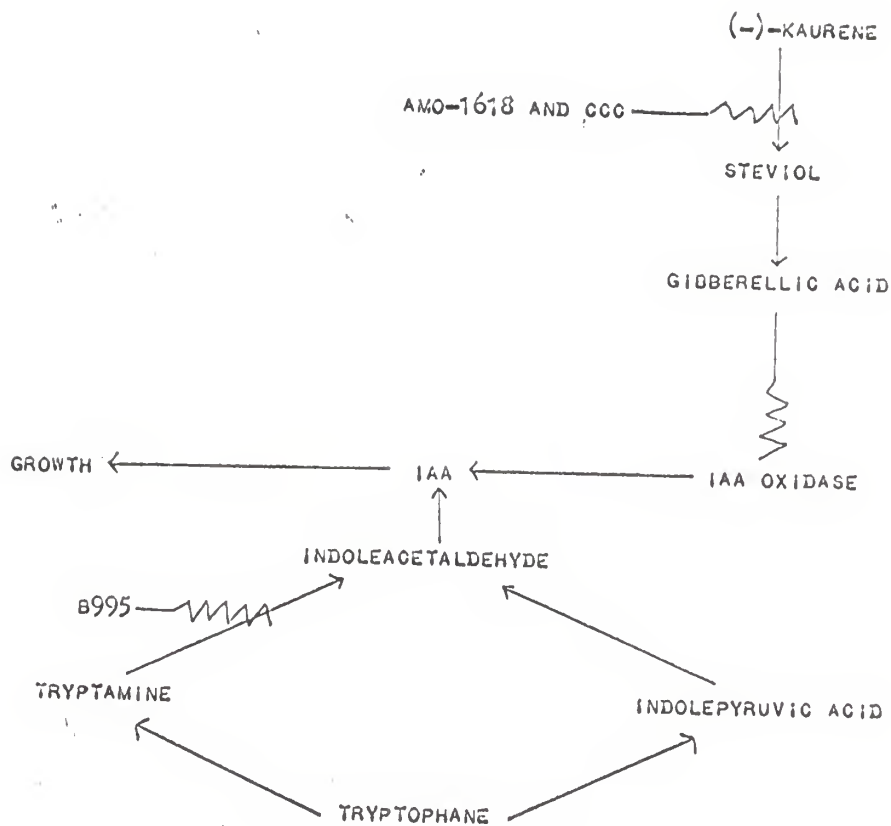 (-)-KAURENE
AMO-1618 AND CCC
STEVIOL
GIBBERELLIC ACID
GROWTH
IAA
IAA OXIDASE
INDOLEACETALDEHYDE
B995
TRYPTAMINE
INDOLEPYRUVIC ACID
TRYPTOPHANE